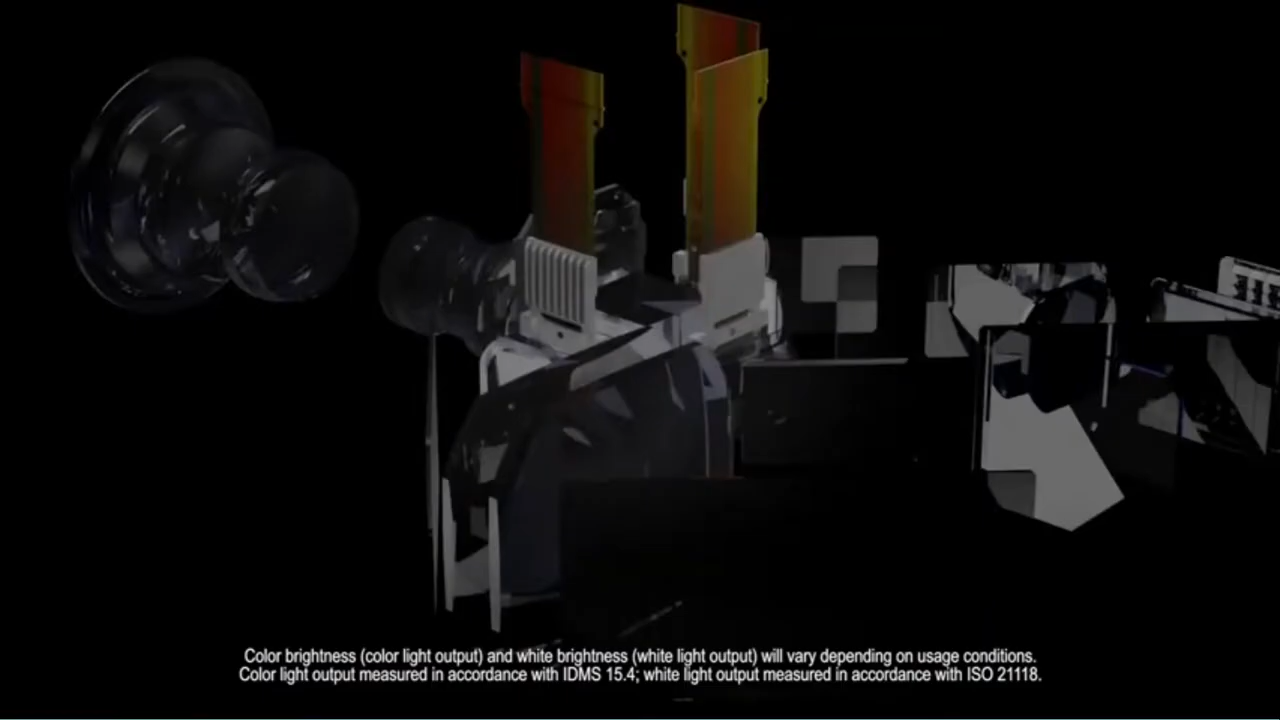 Color brightness (color light output) and white brightness (white light output) will vary depending on usage conditions.
Color light output measured in accordance with IDMS 15.4; white light output measured in accordance with ISO 21118.